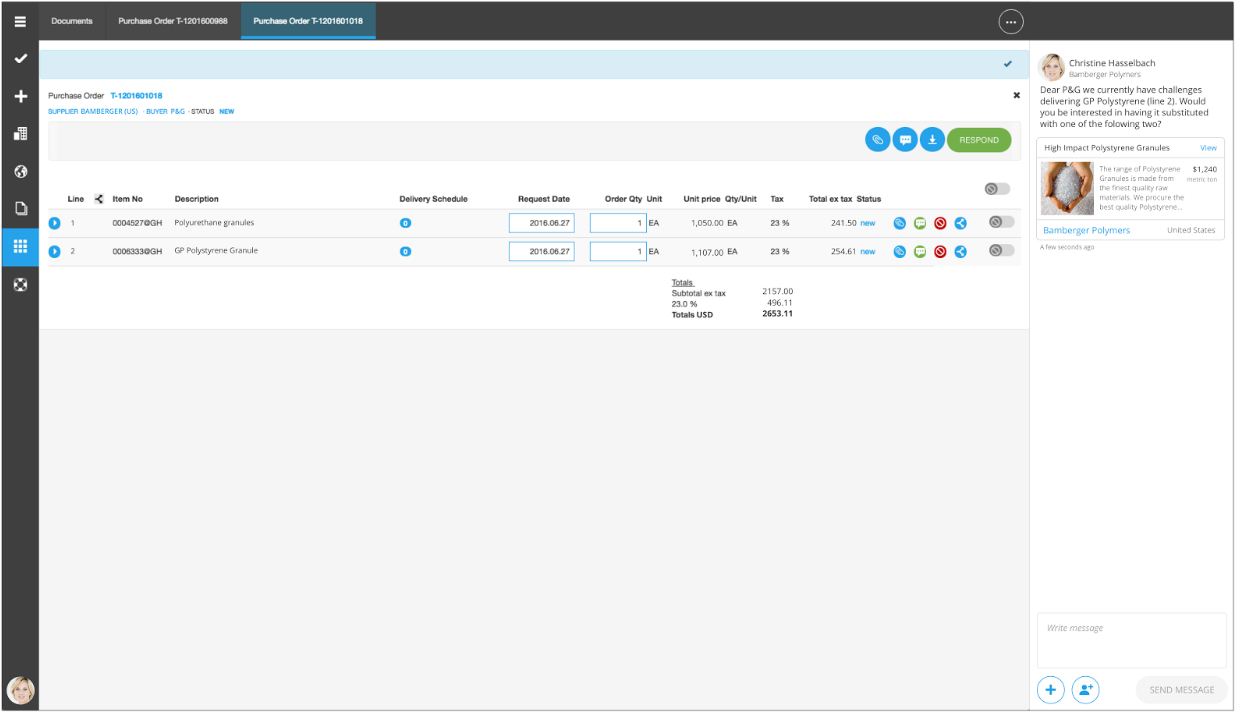 Documents Purchase Order T-1201600988 Purchase Order T-1201601018
Purchase Order T-1201601018
SUPPLIER BAMBERGER (US) · BUYER P&G · STATUS NEW
RESPOND
Line Item No Description Delivery Schedule Request Date Order Qty Unit Unit price Qty/Unit Tax Total ex tax Status
1 0004527@GH Polyurethane granules 0 2016.06.27 1 EA 1,050.00 EA 23 % 241.50 new
2 0006333@GH GP Polystyrene Granule 0 2016.06.27 1 EA 1,107.00 EA 23 % 254.61 new
Totals
Subtotal ex tax 2157.00
23.0 % 496.11
Totals USD 2653.11
Christine Hasselbach
Bamberger Polymers
Dear P&G we currently have challenges
delivering GP Polystyrene (line 2). Would
you be interested in having it substituted
with one of the folowing two?
High Impact Polystyrene Granules View
The range of Polystyrene $1,240
Granules is made from metric ton
the finest quality raw
materials. We procure the
best quality Polystyrene...
Bamberger Polymers United States
A few seconds ago
Write message
SEND MESSAGE